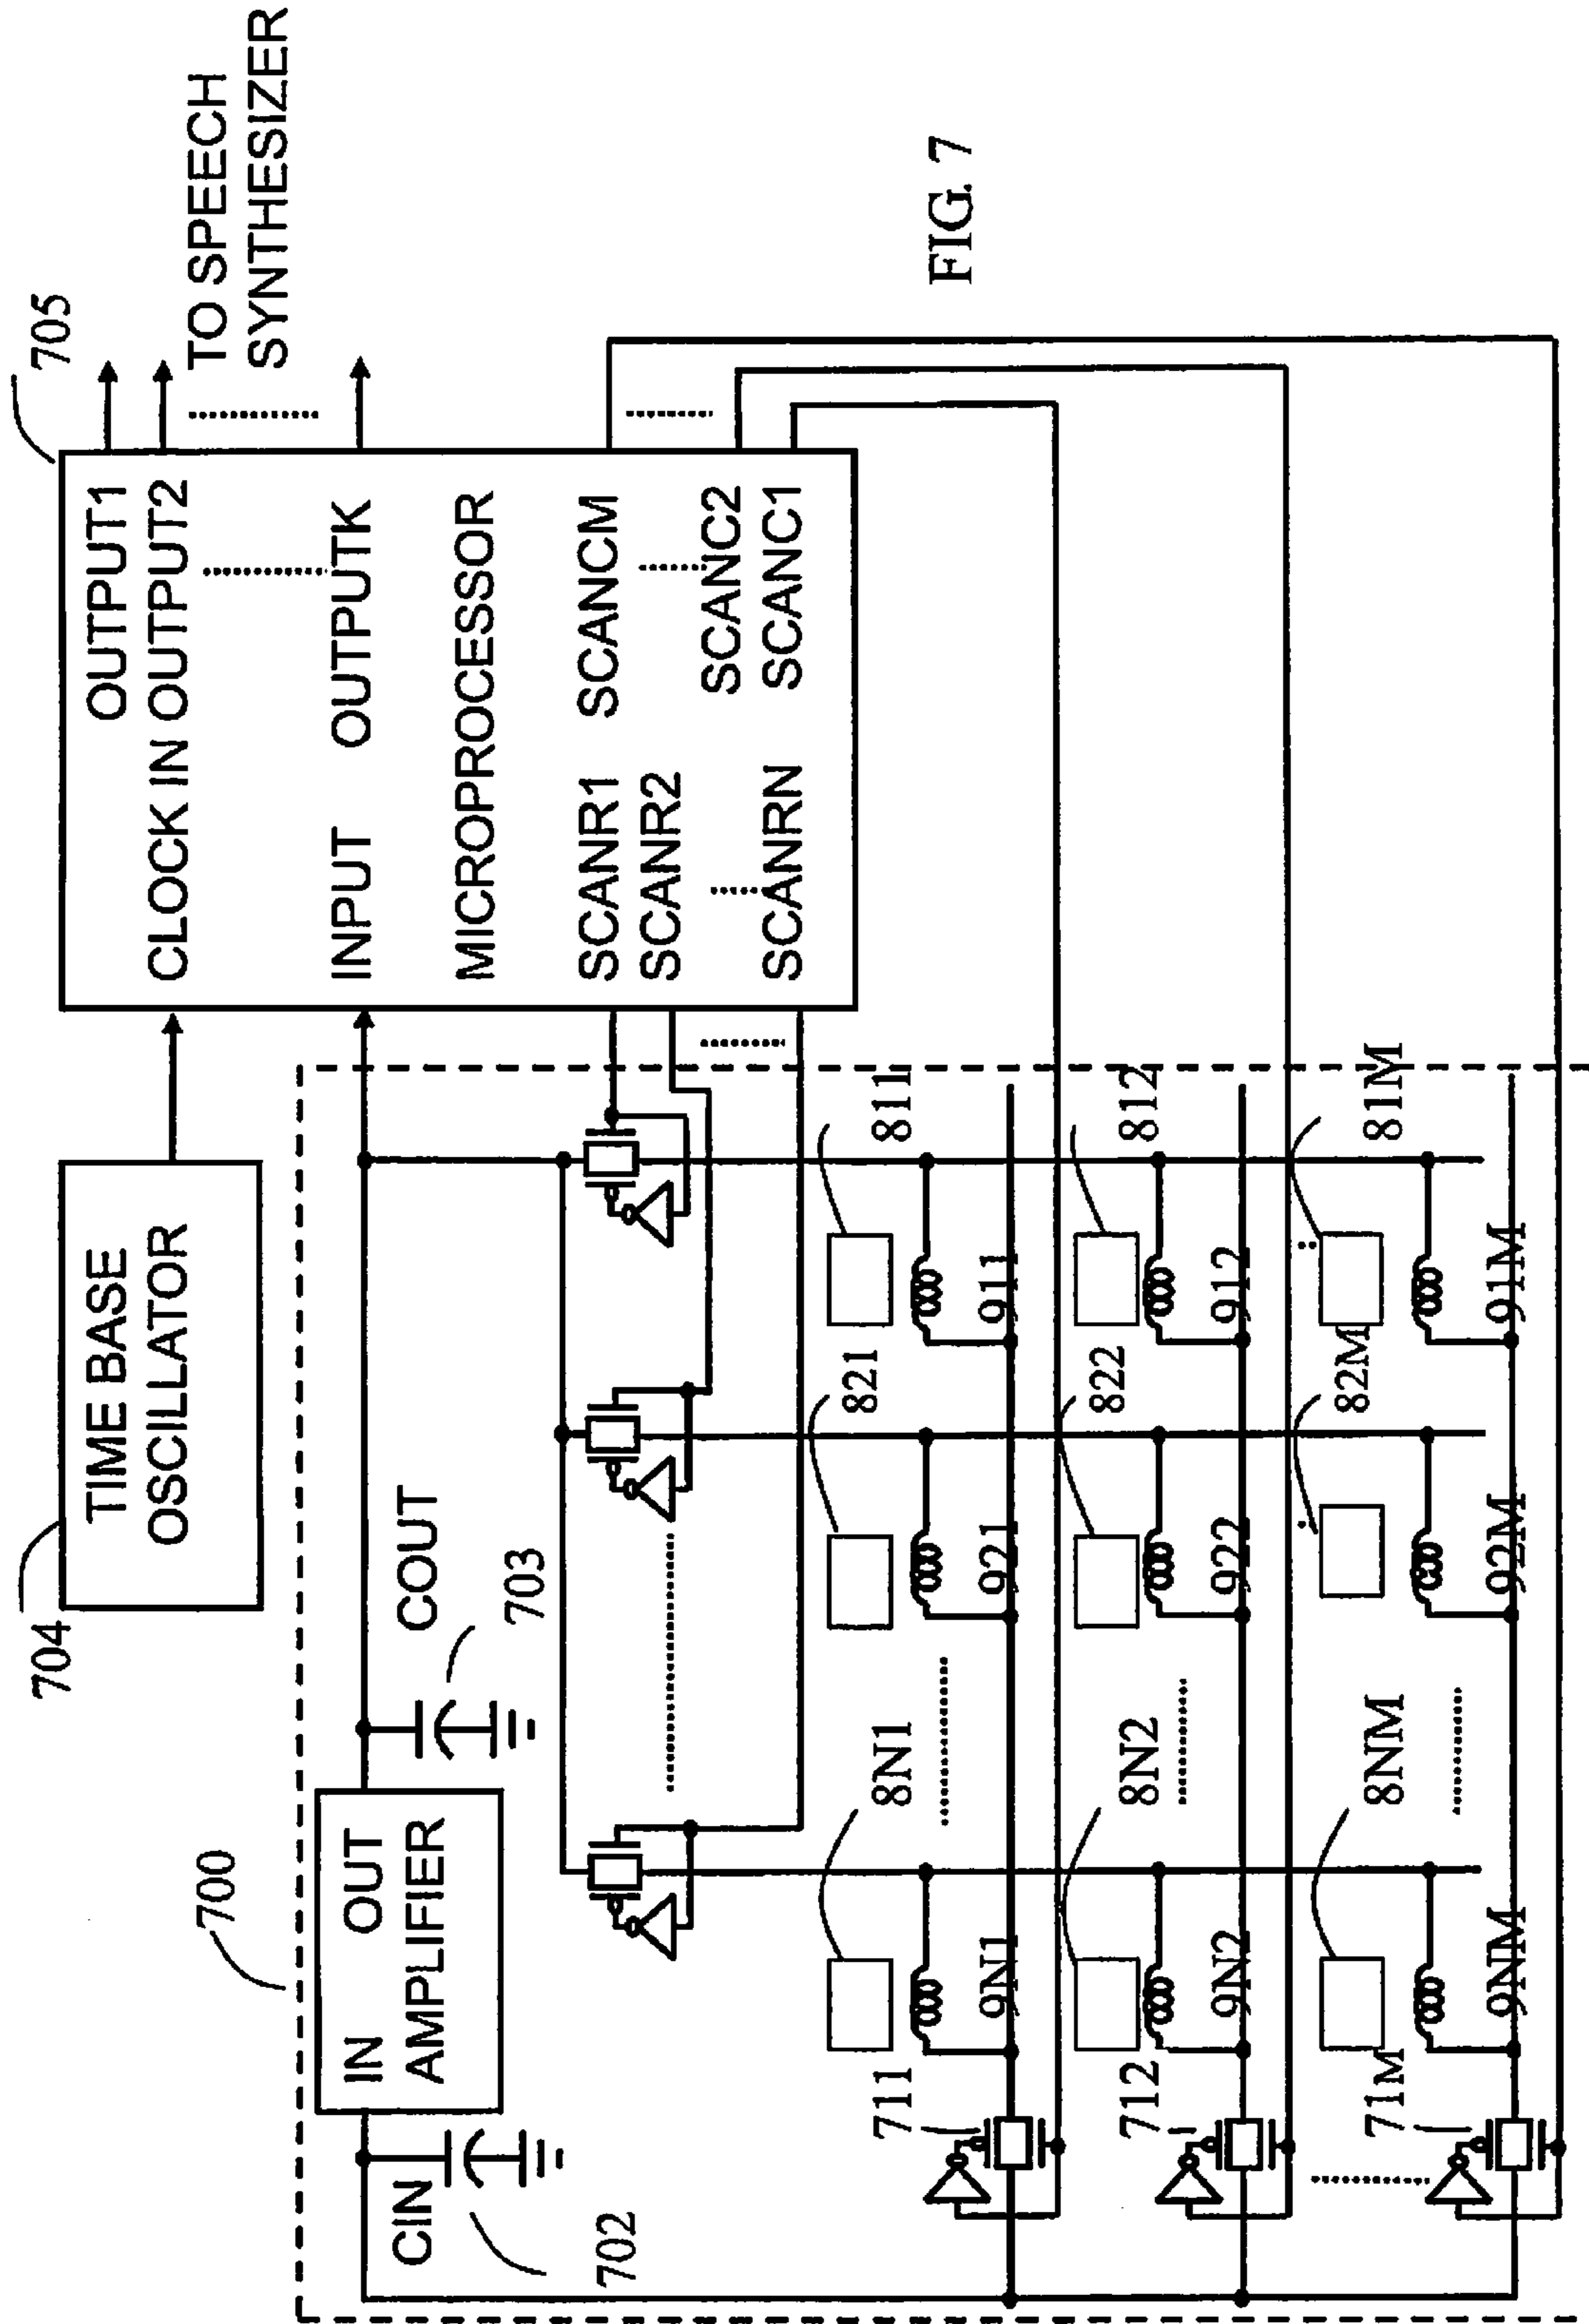 704
TIME BASE
OSCILLATOR
705
OUTPUT1
CLOCK IN OUTPUT2
INPUT OUTPUTK
MICROPROCESSOR
SCANR1 SCANCM
SCANR2
SCANC2
SCANRN SCANC1
TO SPEECH
SYNTHESIZER
700
IN OUT
AMPLIFIER
CIN
702
COUT
703
8N1
821
811
9N1
921
911
711
8N2
822
812
9N2
922
912
712
8NM
82M
81M
9NM
92M
91M
71M
FIG. 7